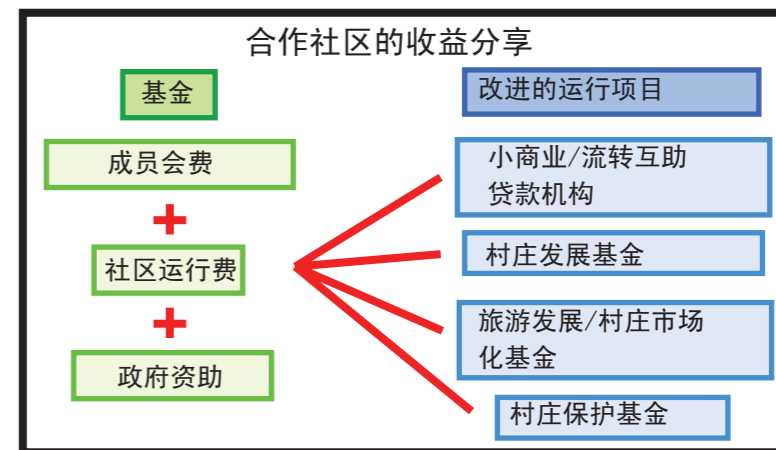 合作社区的收益分享
基金
成员会费
+
社区运行费
+
政府资助
改进的运行项目
小商业/流转互助
贷款机构
村庄发展基金
旅游发展/村庄市场
化基金
村庄保护基金